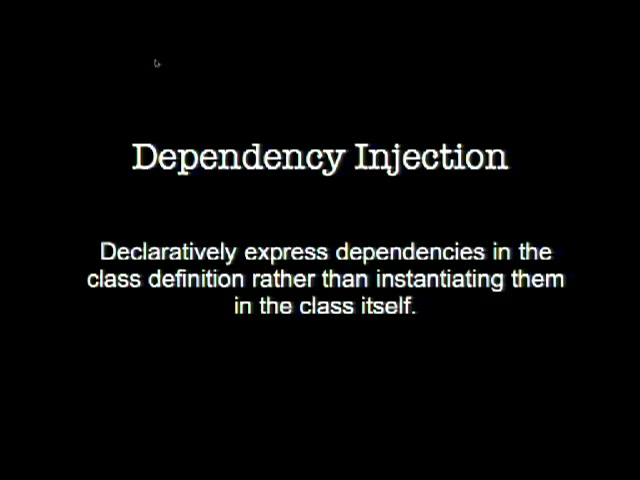 Dependency Injection
Declaratively express dependencies in the
class definition rather than instantiating them
in the class itself.